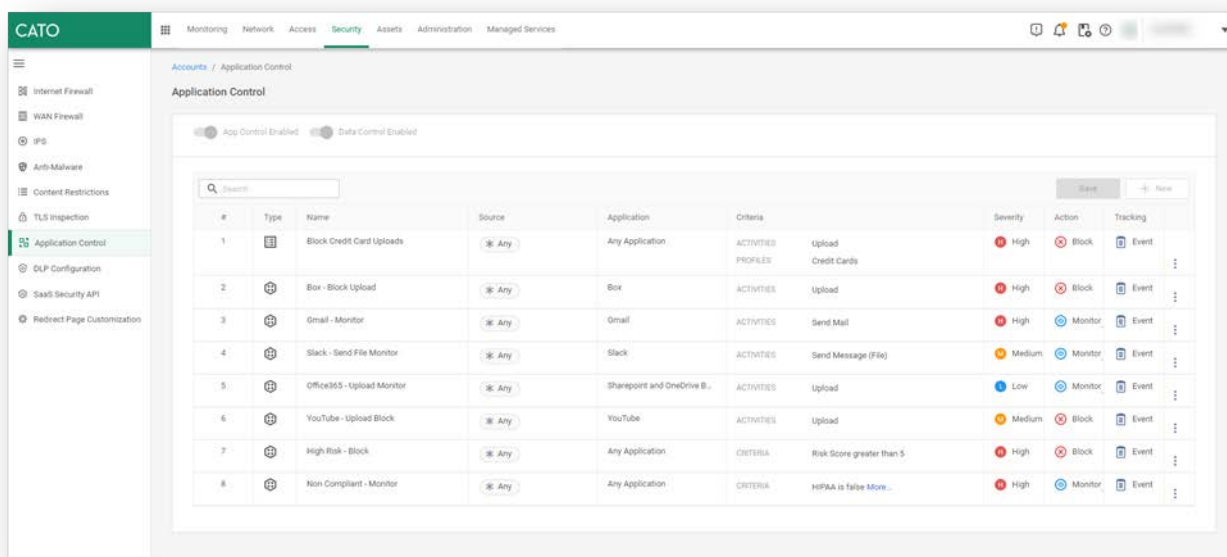 CATO
Monitoring Network Access Security Assets Administration Managed Services
Accounts / Application Control
Application Control
Internet Firewall
WAN Firewall
IPS
Anti-Malware
Content Restrictions
TLS Inspection
Application Control
DLP Configuration
SaaS Security API
Redirect Page Customization
App Control Enabled Data Control Enabled
Search Save + New
# Type Name Source Application Criteria Severity Action Tracking
1 Block Credit Card Uploads Any Any Application ACTIVITIES Upload H High Block Event
PROFILES Credit Cards
2 Box - Block Upload Any Box ACTIVITIES Upload H High Block Event
3 Gmail - Monitor Any Gmail ACTIVITIES Send Mail H High Monitor Event
4 Slack - Send File Monitor Any Slack ACTIVITIES Send Message (File) M Medium Monitor Event
5 Office365 - Upload Monitor Any Sharepoint and OneDrive B... ACTIVITIES Upload L Low Monitor Event
6 YouTube - Upload Block Any YouTube ACTIVITIES Upload M Medium Block Event
7 High Risk - Block Any Any Application CRITERIA Risk Score greater than 5 H High Block Event
8 Non Compliant - Monitor Any Any Application CRITERIA HIPAA is false More... H High Monitor Event